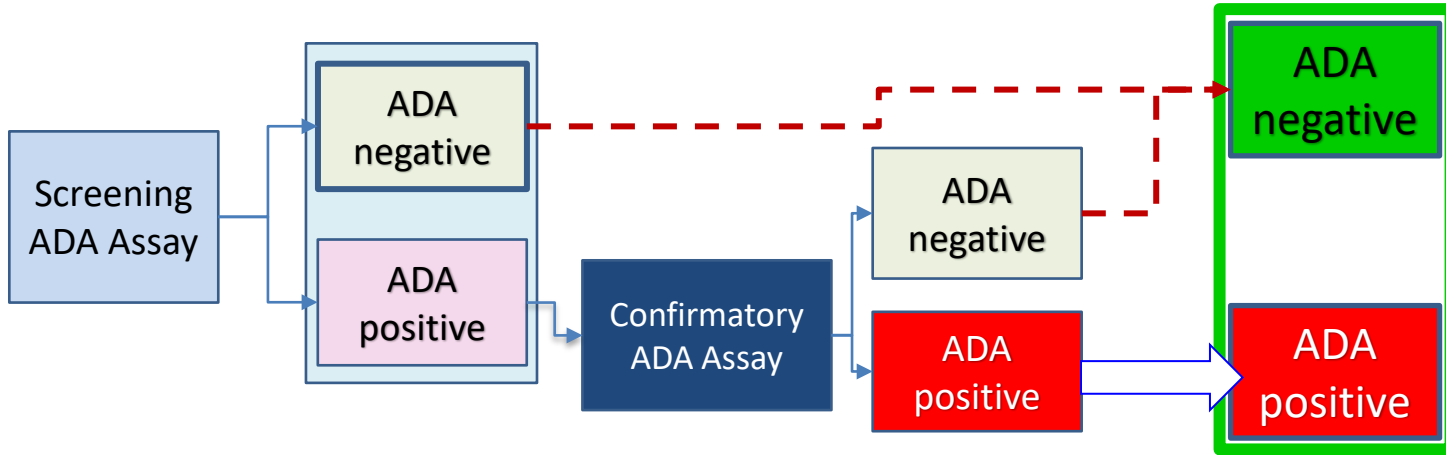 Screening
ADA Assay
ADA
negative
ADA
positive
Confirmatory
ADA Assay
ADA
negative
ADA
positive
ADA
negative
ADA
positive